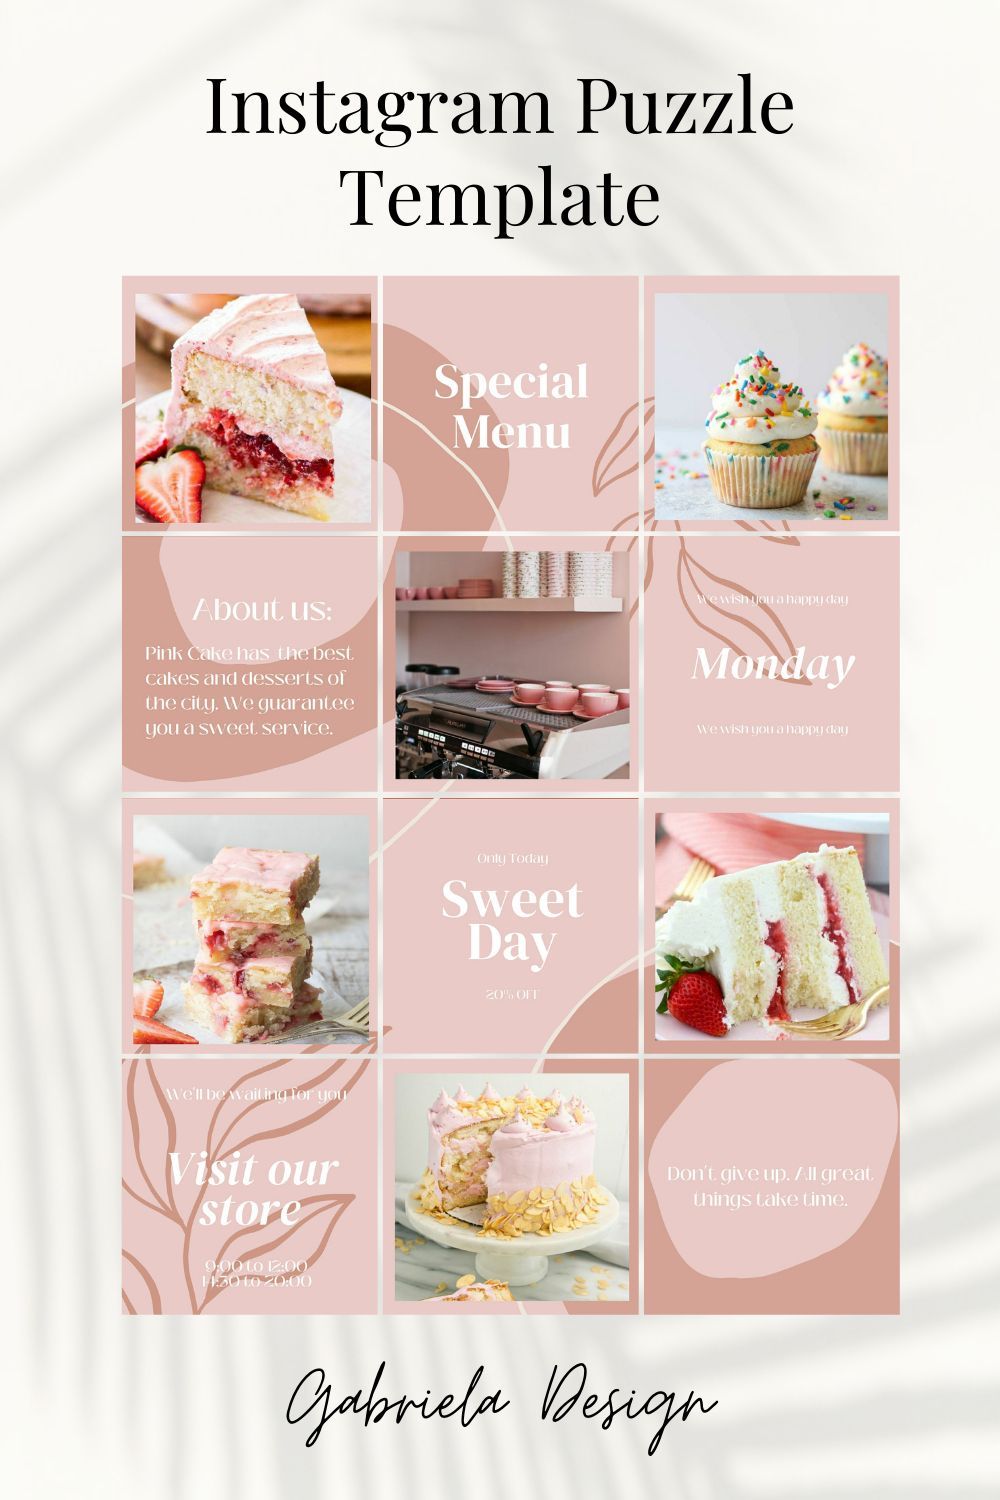 Instagram Puzzle
Template
Special
Menu
About us:
Pink Cake has the best
cakes and desserts of
the city. We guarantee
you a sweet service.
We wish you a happy day
Monday
We wish you a happy day
Only Today
Sweet
Day
20% OFF
We'll be waiting for you
Visit our
store
9:00 to 12:00
14:30 to 20:00
Don't give up. All great
things take time.
Gabriela Design